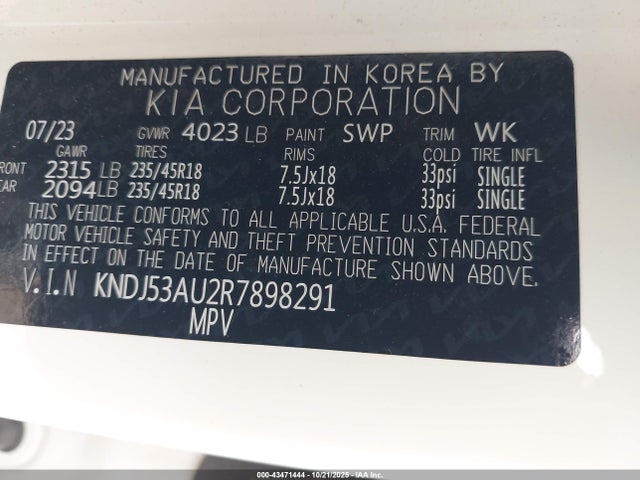 MANUFACTURED IN KOREA BY
KIA CORPORATION
07/23 GVWR 4023 LB PAINT SWP TRIM WK
GAWR TIRES RIMS COLD TIRE INFL
FRONT 2315 LB 235/45R18 7.5Jx18 33psi SINGLE
EAR 2094 LB 235/45R18 7.5Jx18 33psi SINGLE
THIS VEHICLE CONFORMS TO ALL APPLICABLE U.S.A. FEDERAL
MOTOR VEHICLE SAFETY AND THEFT PREVENTION STANDARDS
IN EFFECT ON THE DATE OF MANUFACTURE SHOWN ABOVE.
V.I.N KNDJ53AU2R7898291
MPV
000-43471444 - 10/21/2025 - IAA Inc.